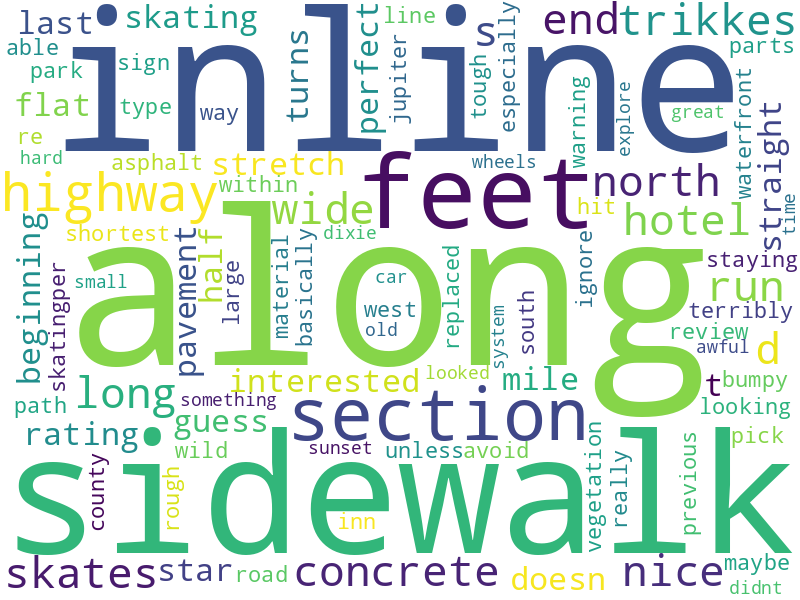 inline
along
sidewalk
feet
section
highway
trikkes
end
s
last
skating
able
park
sign
flat
type
way
re
hard
asphalt
stretch
turns
perfect
line
jupiter
tough
especially
wheels
warning
explore
great
parts
waterfront
straight
time
north
hit
hotel
staying
wide
within
shortest
dixie
half
pavement
large
material
basically
beginning
skatingper
small
car
west
old
replaced
system
south
ignore
run
terribly
review
awful
d
t
bumpy
looking
mile
looked
interested
something
long
path
guess
rating
wild
sunset
unless
avoid
vegetation
really
previous
pick
county
rough
inn
skates
star
road
concrete
doesn
nice
maybe
didnt